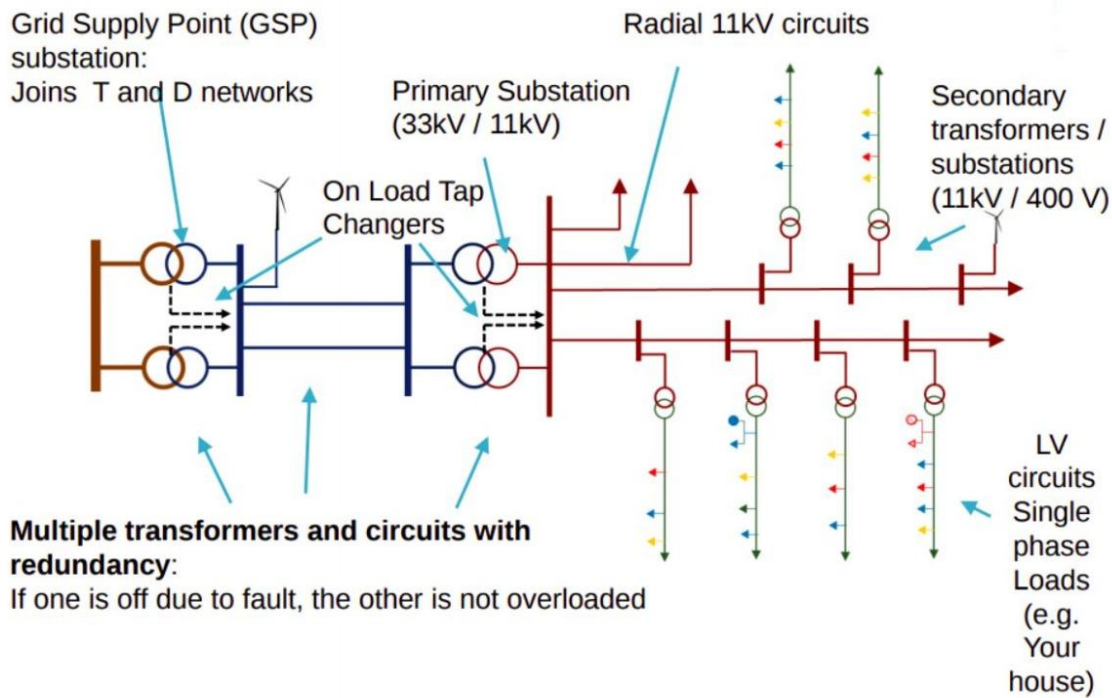 Grid Supply Point (GSP)
substation:
Joins T and D networks
Primary Substation
(33kV / 11kV)
Radial 11kV circuits
Secondary
transformers /
substations
(11kV / 400 V)
On Load Tap
Changers
Multiple transformers and circuits with
redundancy:
If one is off due to fault, the other is not overloaded
LV
circuits
Single
phase
Loads
(e.g.
Your
house)